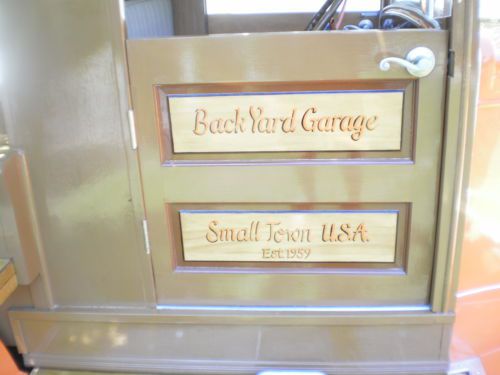 Back Yard Garage
Small Town U.S.A.
Est. 1959